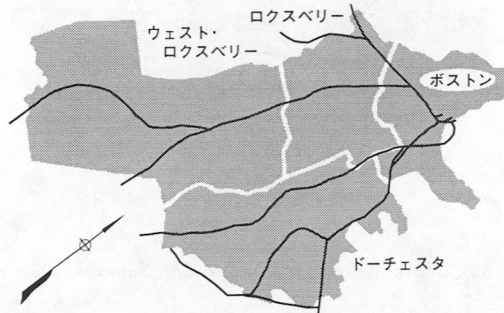 ロクスベリー
ウェスト・
ロクスベリー
ボストン
ドーチェスタ